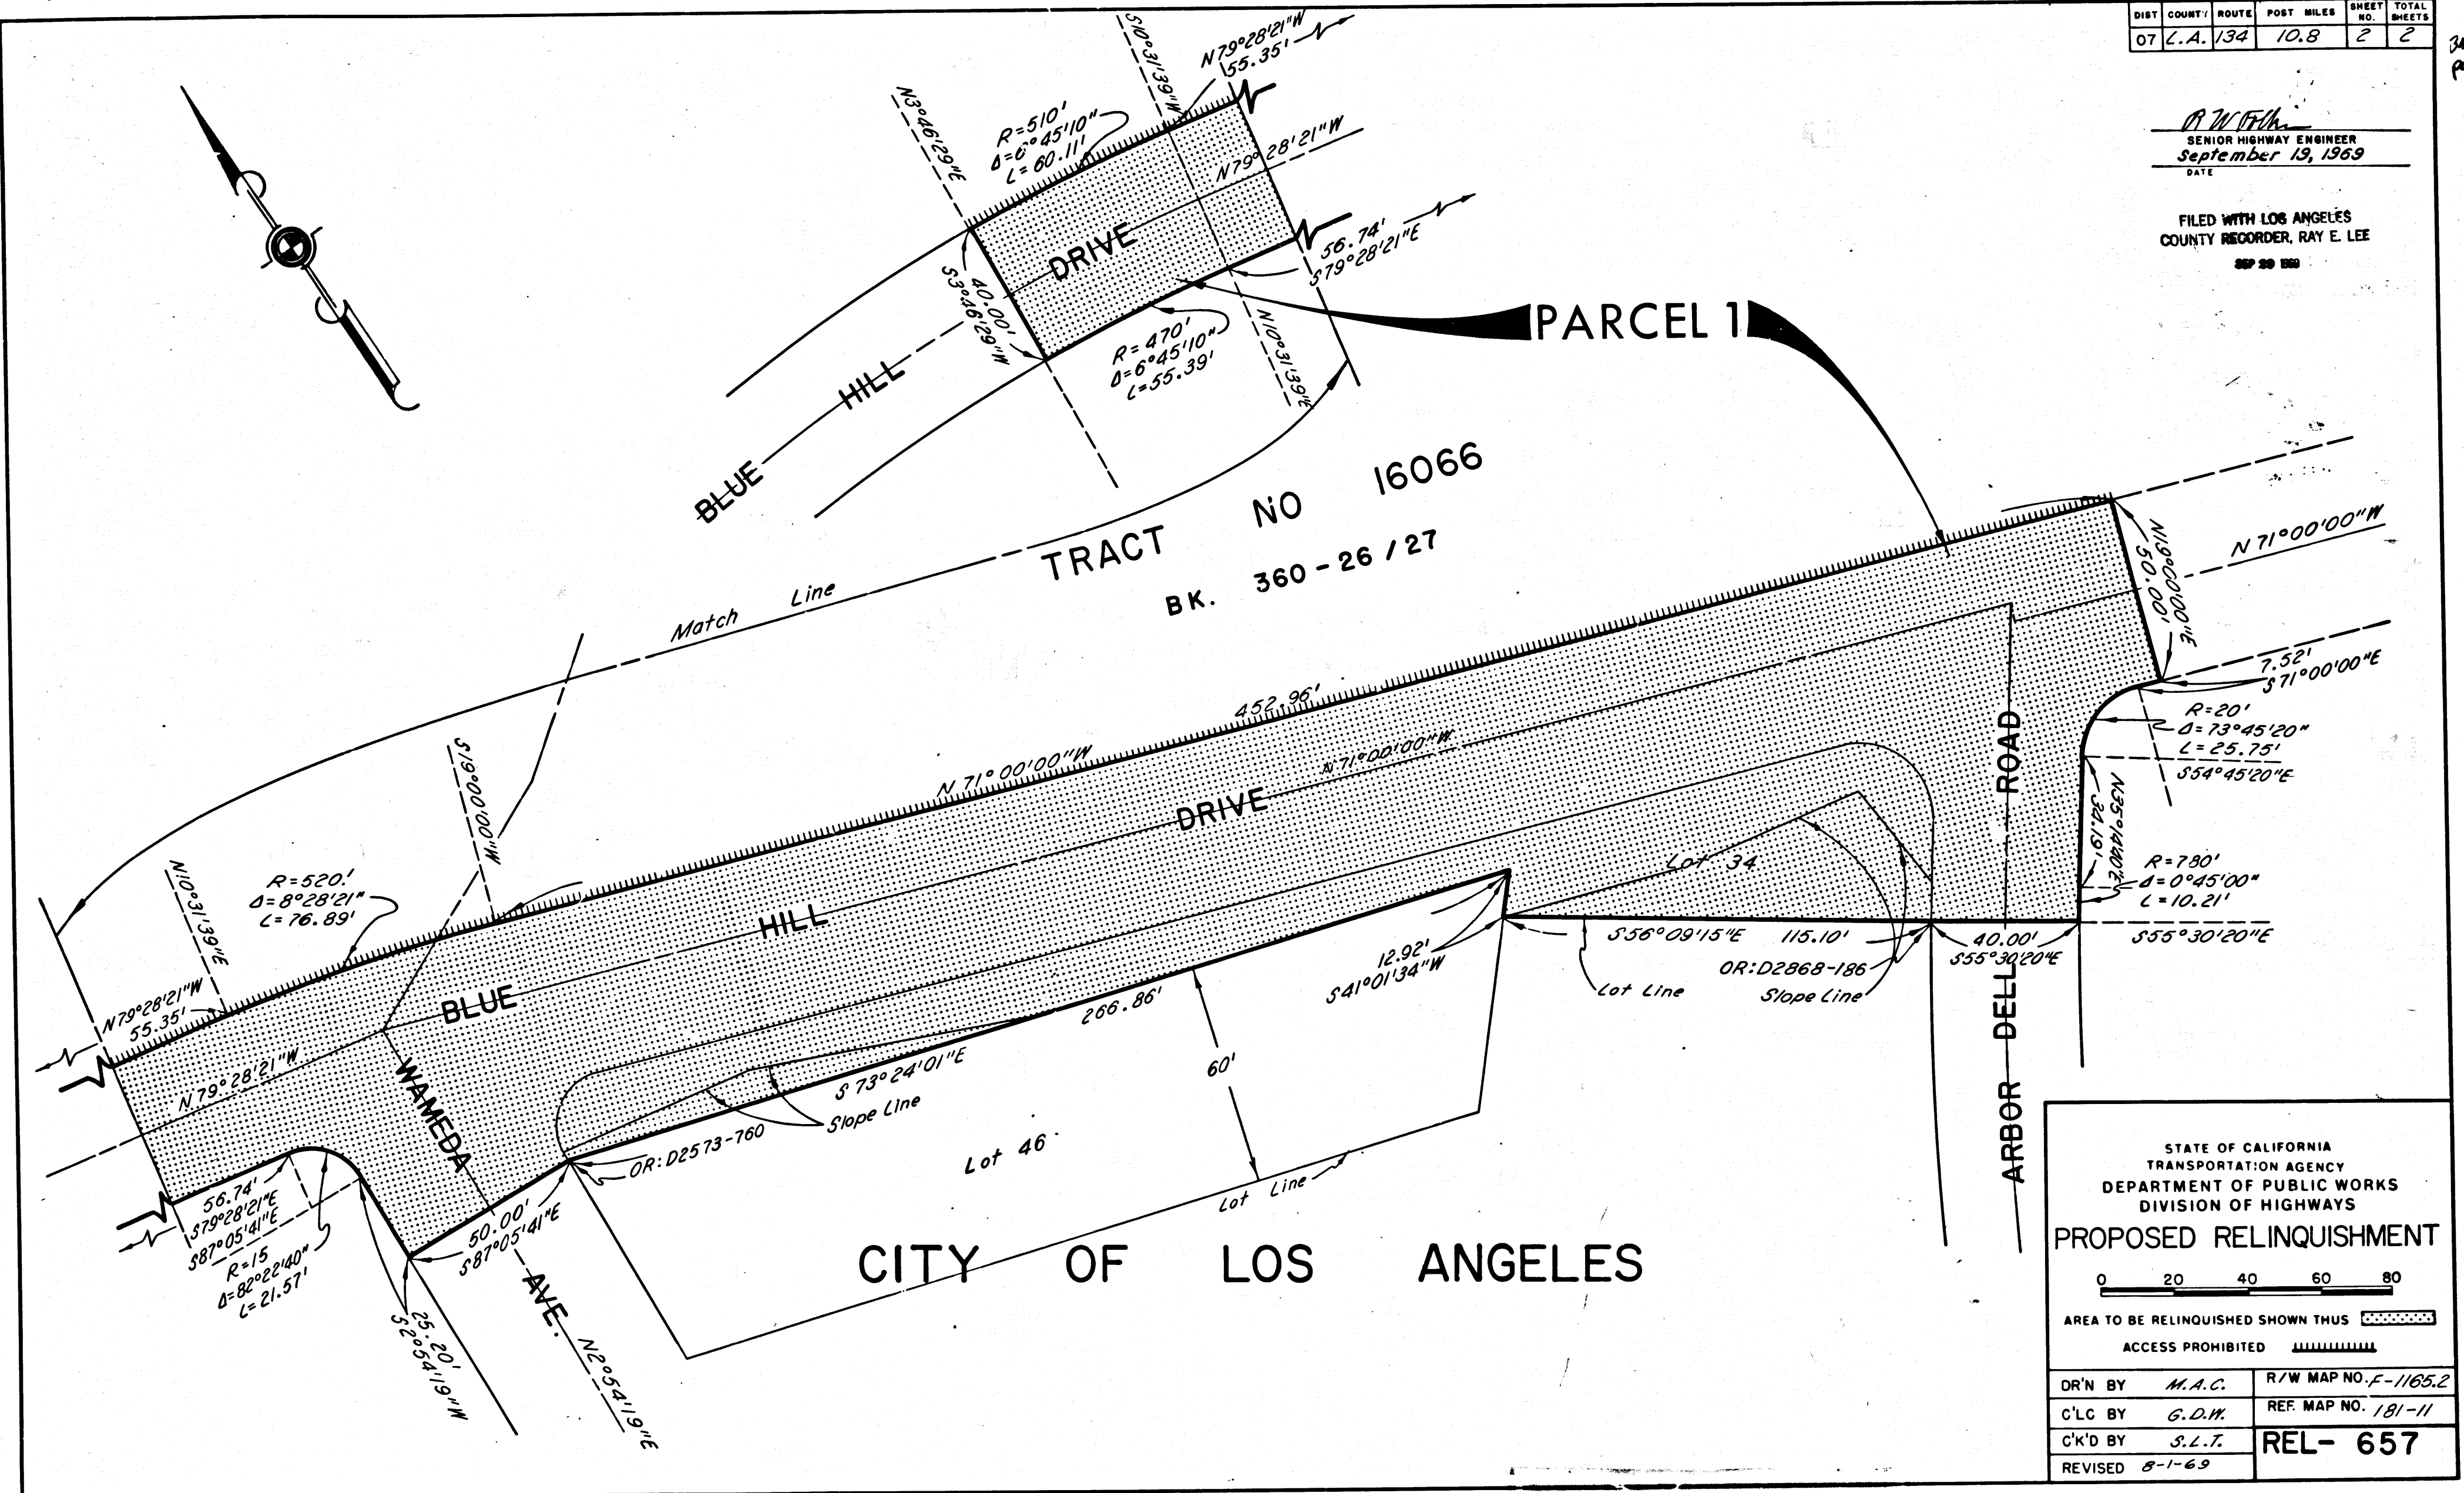 DIST COUNTY ROUTE POST MILES SHEET NO. TOTAL SHEETS
07 L.A. 134 10.8 2 2
SENIOR HIGHWAY ENGINEER
September 19, 1969
DATE
FILED WITH LOS ANGELES
COUNTY RECORDER, RAY E. LEE
SEP 29 1969
S10°31'39"W
N79°28'21"W
55.35'
N3°46'29"E
R=510'
Δ=6°45'10"
L=60.11'
N79°28'21"W
DRIVE
56.74'
S79°28'21"E
40.00'
S3°46'29"W
R=470'
Δ=6°45'10"
L=55.39'
N10°31'39"E
HILL
BLUE
PARCEL 1
TRACT NO 16066
BK. 360-26/27
Match Line
N19°00'00"E
50.00'
N71°00'00"W
7.52'
S71°00'00"E
R=20'
Δ=73°45'20"
L=25.75'
S54°45'20"E
N35°14'40"E
34.19'
R=780'
Δ=0°45'00"
L=10.21'
S55°30'20"E
452.96'
N71°00'00"W
N71°00'00"W
S19°00'00"W
DRIVE
ROAD
Lot 34
HILL
BLUE
N10°31'39"E
R=520'
Δ=8°28'21"
L=76.89'
N79°28'21"W
55.35'
N79°28'21"W
WAMEDA
AVE.
12.92'
S41°01'34"W
S56°09'15"E 115.10'
40.00'
S55°30'20"E
OR:D2868-186
Slope Line
Lot Line
ARBOR DELL
266.86'
S73°24'01"E
60'
Slope Line
OR:D2573-760
Lot 46
Lot Line
56.74'
S79°28'21"E
S87°05'41"E
R=15
Δ=82°22'40"
L=21.57'
50.00'
S87°05'41"E
25.20'
S2°54'19"W
N2°54'19"E
CITY OF LOS ANGELES
STATE OF CALIFORNIA
TRANSPORTATION AGENCY
DEPARTMENT OF PUBLIC WORKS
DIVISION OF HIGHWAYS
PROPOSED RELINQUISHMENT
0 20 40 60 80
AREA TO BE RELINQUISHED SHOWN THUS
ACCESS PROHIBITED
DR'N BY M.A.C. R/W MAP NO. F-1165.2
C'LC BY G.D.W. REF. MAP NO. 181-11
C'K'D BY S.L.T. REL- 657
REVISED 8-1-69